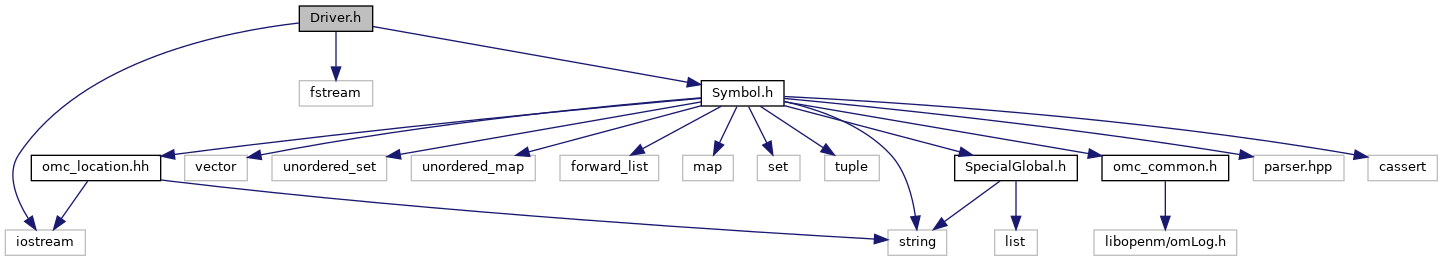 Driver.h
fstream
Symbol.h
omc_location.hh
vector
unordered_set
unordered_map
forward_list
map
set
tuple
SpecialGlobal.h
omc_common.h
parser.hpp
cassert
iostream
string
list
libopenm/omLog.h